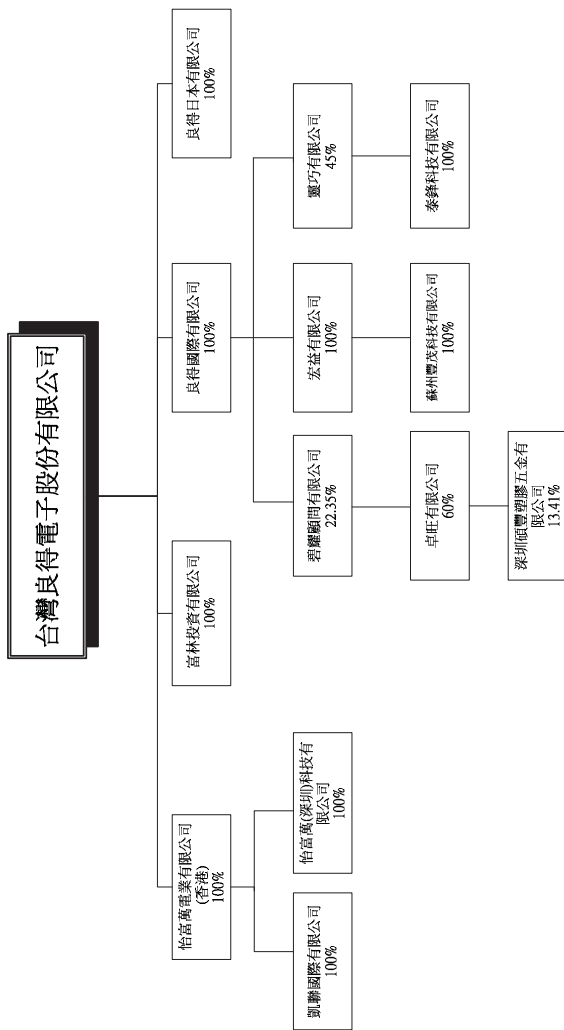 台灣良得電子股份有限公司
怡富萬電業有限公司
(香港)
100%
富林投資有限公司
100%
良得國際有限公司
100%
良得日本有限公司
100%
凱聯國際有限公司
100%
怡富萬(深圳)科技有
限公司
100%
碧耀顧問有限公司
22.35%
宏益有限公司
100%
靈巧有限公司
45%
卓旺有限公司
60%
蘇州豐茂科技有限公司
100%
泰鋒科技有限公司
100%
深圳碩豐塑膠五金有
限公司
13.41%